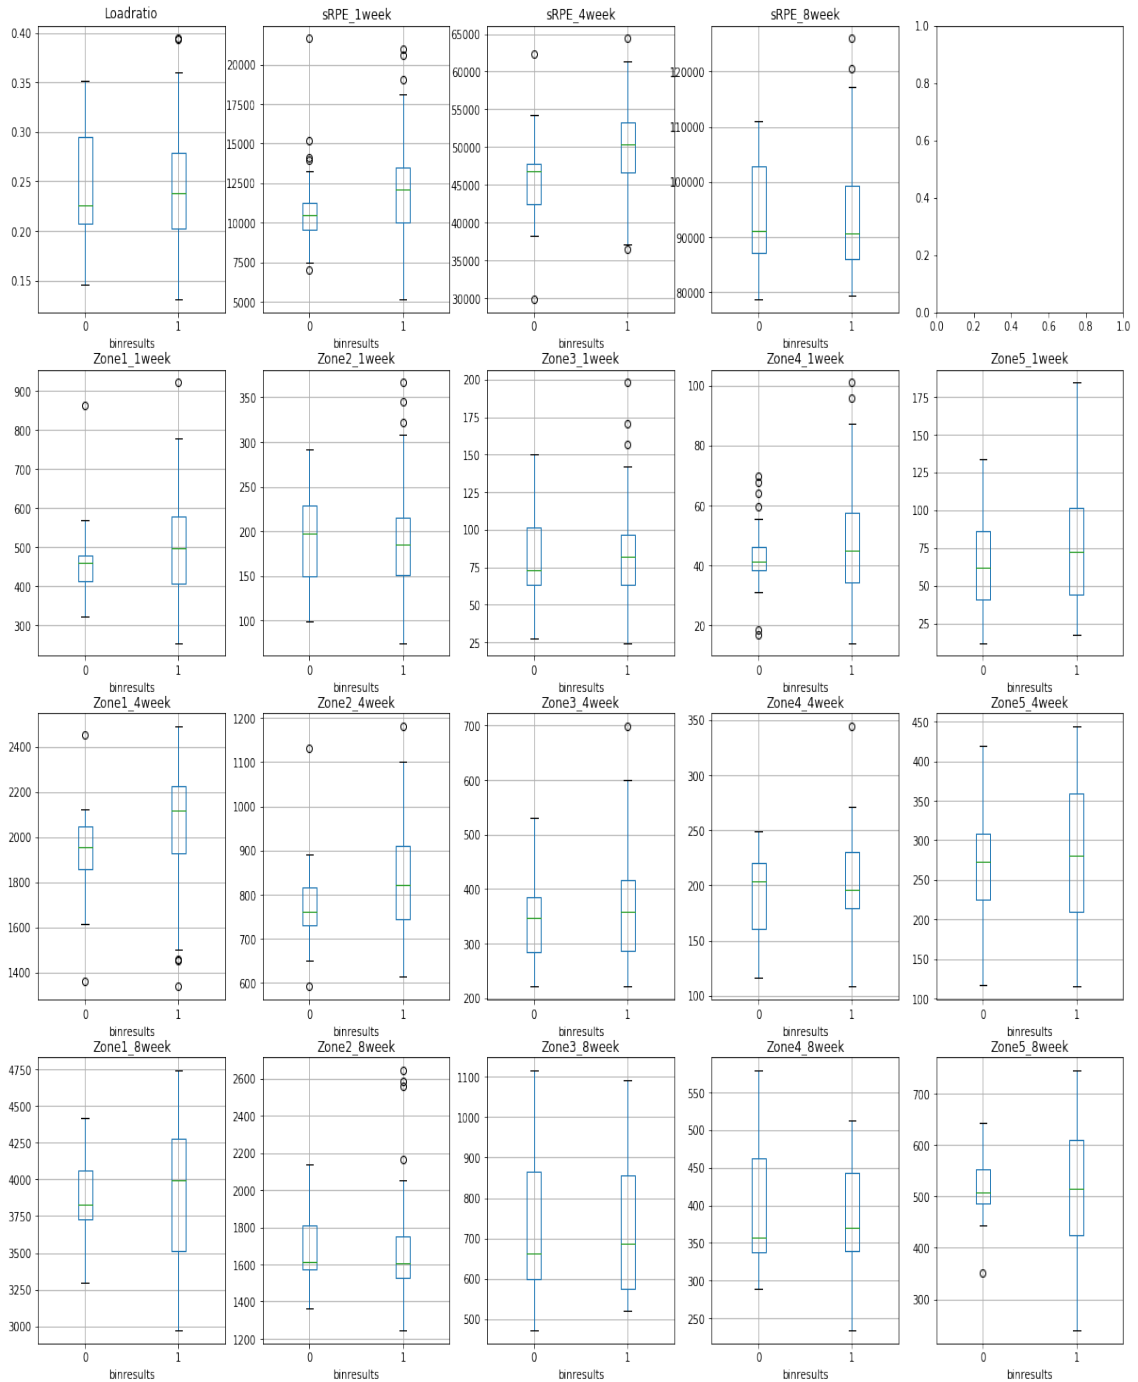 Loadratio sRPE_1week sRPE_4week sRPE_8week
0.40 0.35 0.30 0.25 0.20 0.15
20000 17500 15000 12500 10000 7500 5000
65000 60000 55000 50000 45000 40000 35000 30000
120000 110000 100000 90000 80000
1.0 0.8 0.6 0.4 0.2 0.0
0 1 0 1 0 1 0 1 0.0 0.2 0.4 0.6 0.8 1.0
binresults binresults binresults binresults
Zone1_1week Zone2_1week Zone3_1week Zone4_1week Zone5_1week
900 800 700 600 500 400 300
350 300 250 200 150 100
200 175 150 125 100 75 50 25
100 80 60 40 20
175 150 125 100 75 50 25
0 1 0 1 0 1 0 1 0 1
binresults binresults binresults binresults binresults
Zone1_4week Zone2_4week Zone3_4week Zone4_4week Zone5_4week
2400 2200 2000 1800 1600 1400
1200 1100 1000 900 800 700 600
700 600 500 400 300 200
350 300 250 200 150 100
450 400 350 300 250 200 150 100
0 1 0 1 0 1 0 1 0 1
binresults binresults binresults binresults binresults
Zone1_8week Zone2_8week Zone3_8week Zone4_8week Zone5_8week
4750 4500 4250 4000 3750 3500 3250 3000
2600 2400 2200 2000 1800 1600 1400 1200
1100 1000 900 800 700 600 500
550 500 450 400 350 300 250
700 600 500 400 300
0 1 0 1 0 1 0 1 0 1
binresults binresults binresults binresults binresults